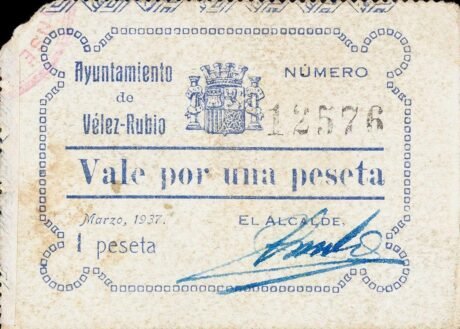 Ayuntamiento
de
Vélez-Rubio
NÚMERO
12576
Vale por una peseta
Marzo, 1937.
EL ALCALDE,
1 peseta